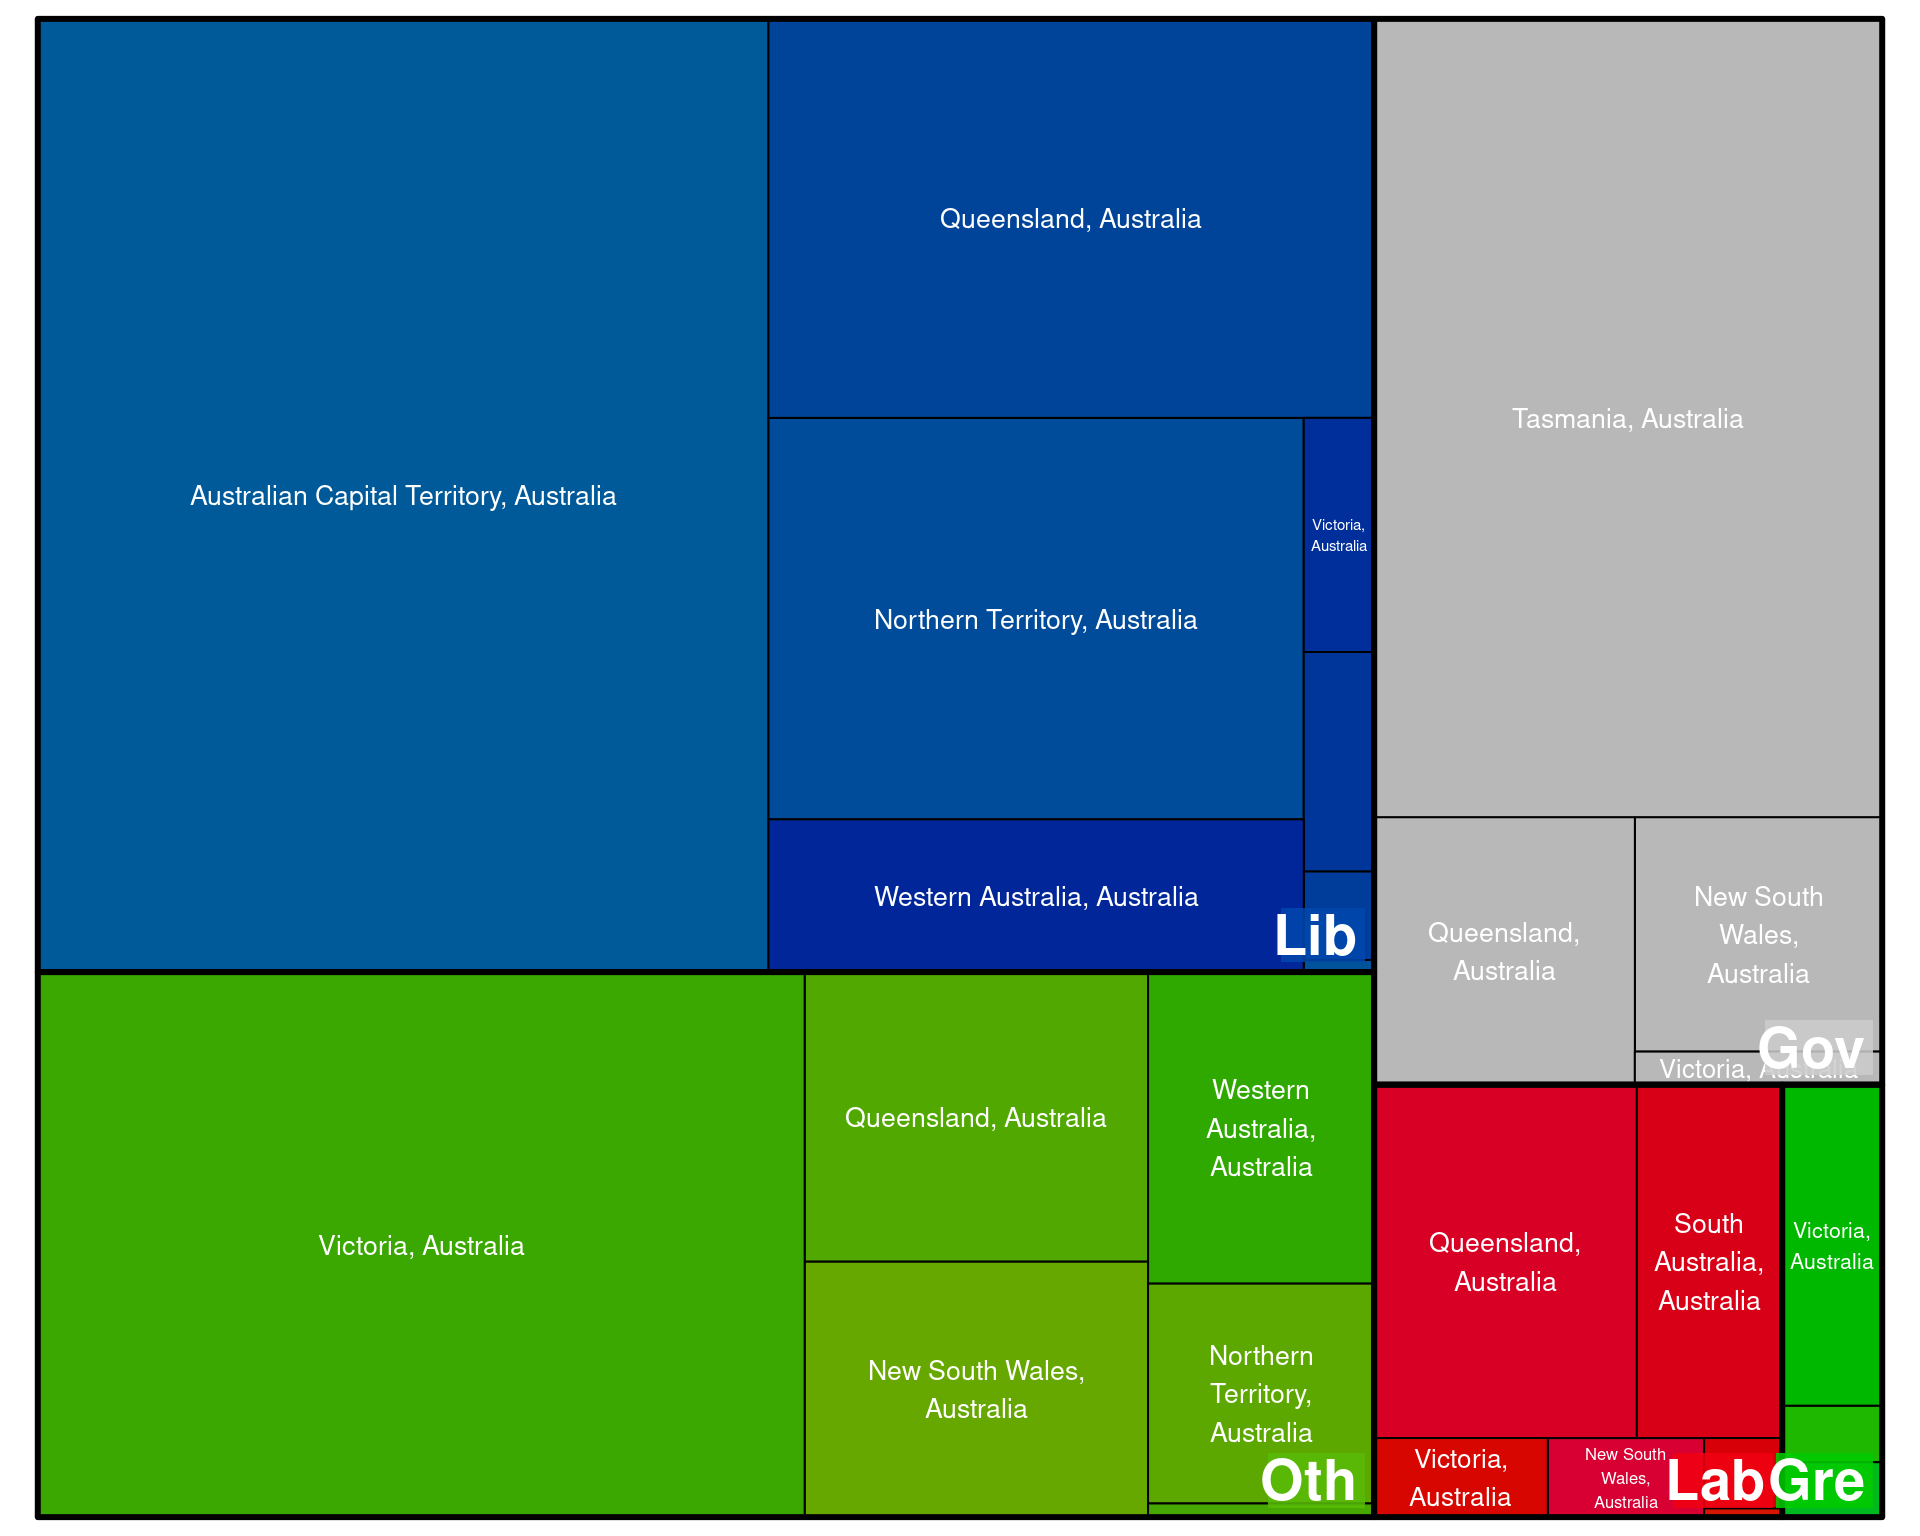 Australian Capital Territory, Australia
Queensland, Australia
Northern Territory, Australia
Victoria,
Australia
Western Australia, Australia
Lib
Tasmania, Australia
Queensland,
Australia
New South
Wales,
Australia
Victoria, Australia
Gov
Victoria, Australia
Queensland, Australia
New South Wales,
Australia
Western
Australia,
Australia
Northern
Territory,
Australia
Oth
Queensland,
Australia
South
Australia,
Australia
Victoria,
Australia
New South
Wales,
Australia
Lab
Victoria,
Australia
Gre